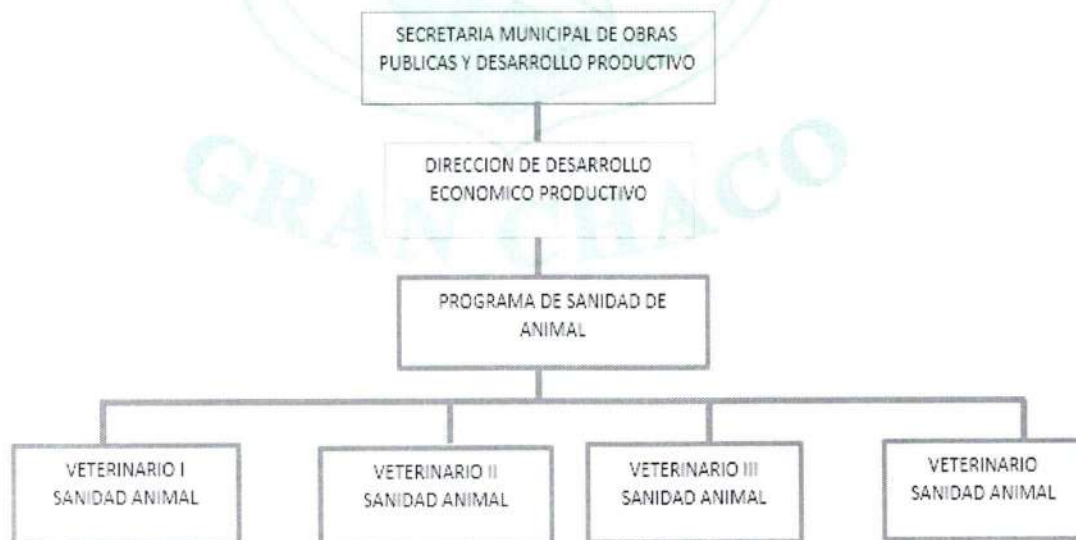 SECRETARIA MUNICIPAL DE OBRAS
PUBLICAS Y DESARROLLO PRODUCTIVO
DIRECCION DE DESARROLLO
ECONOMICO PRODUCTIVO
GRAN CHACO
PROGRAMA DE SANIDAD DE
ANIMAL
VETERINARIO I
SANIDAD ANIMAL
VETERINARIO II
SANIDAD ANIMAL
VETERINARIO III
SANIDAD ANIMAL
VETERINARIO
SANIDAD ANIMAL